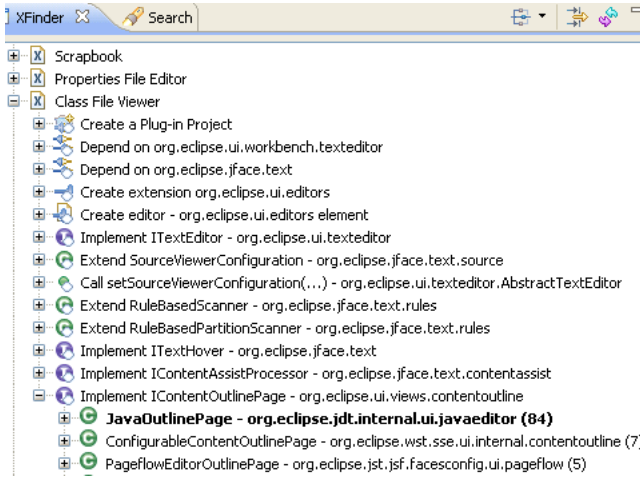 XFinder Search
Scrapbook
Properties File Editor
Class File Viewer
Create a Plug-in Project
Depend on org.eclipse.ui.workbench.texteditor
Depend on org.eclipse.jface.text
Create extension org.eclipse.ui.editors
Create editor - org.eclipse.ui.editors element
Implement ITextEditor - org.eclipse.ui.texteditor
Extend SourceViewerConfiguration - org.eclipse.jface.text.source
Call setSourceViewerConfiguration(...) - org.eclipse.ui.texteditor.AbstractTextEditor
Extend RuleBasedScanner - org.eclipse.jface.text.rules
Extend RuleBasedPartitionScanner - org.eclipse.jface.text.rules
Implement ITextHover - org.eclipse.jface.text
Implement IContentAssistProcessor - org.eclipse.jface.text.contentassist
Implement IContentOutlinePage - org.eclipse.ui.views.contentoutline
JavaOutlinePage - org.eclipse.jdt.internal.ui.javaeditor (84)
ConfigurableContentOutlinePage - org.eclipse.wst.sse.ui.internal.contentoutline (7)
PageflowEditorOutlinePage - org.eclipse.jst.jsf.facesconfig.ui.pageflow (5)